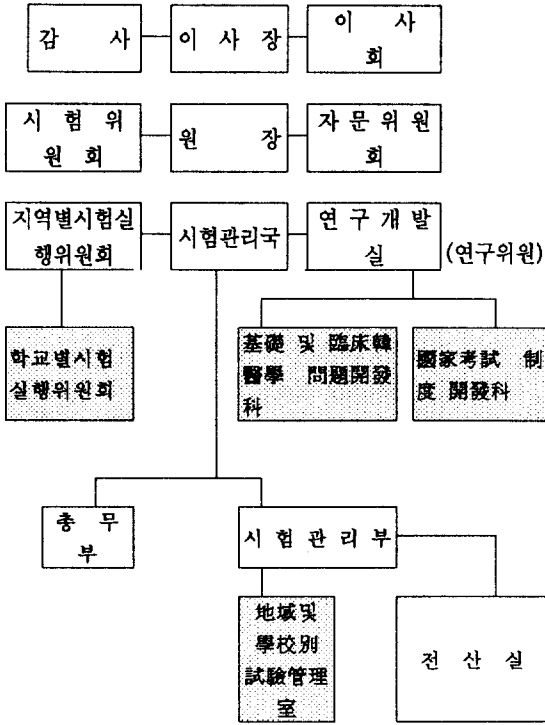 감 사
이 사 장
이 사
회
시 험 위
원 회
원 장
자 문 위 원
회
지역별시험실
행위원회
시험관리국
연 구 개 발
실
(연구위원)
학교별시험
실행위원회
基礎 및 臨床韓
醫學 問題開發
科
國家考試 制
度 開發科
총 무
부
시 험 관 리 부
地域및
學校別
試驗管理
室
전 산 실